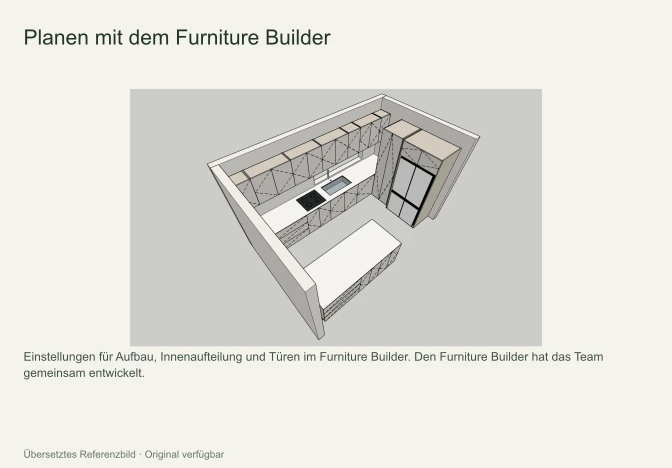 Planen mit dem Furniture Builder
Einstellungen für Aufbau, Innenaufteilung und Türen im Furniture Builder. Den Furniture Builder hat das Team
gemeinsam entwickelt.
Übersetztes Referenzbild · Original verfügbar